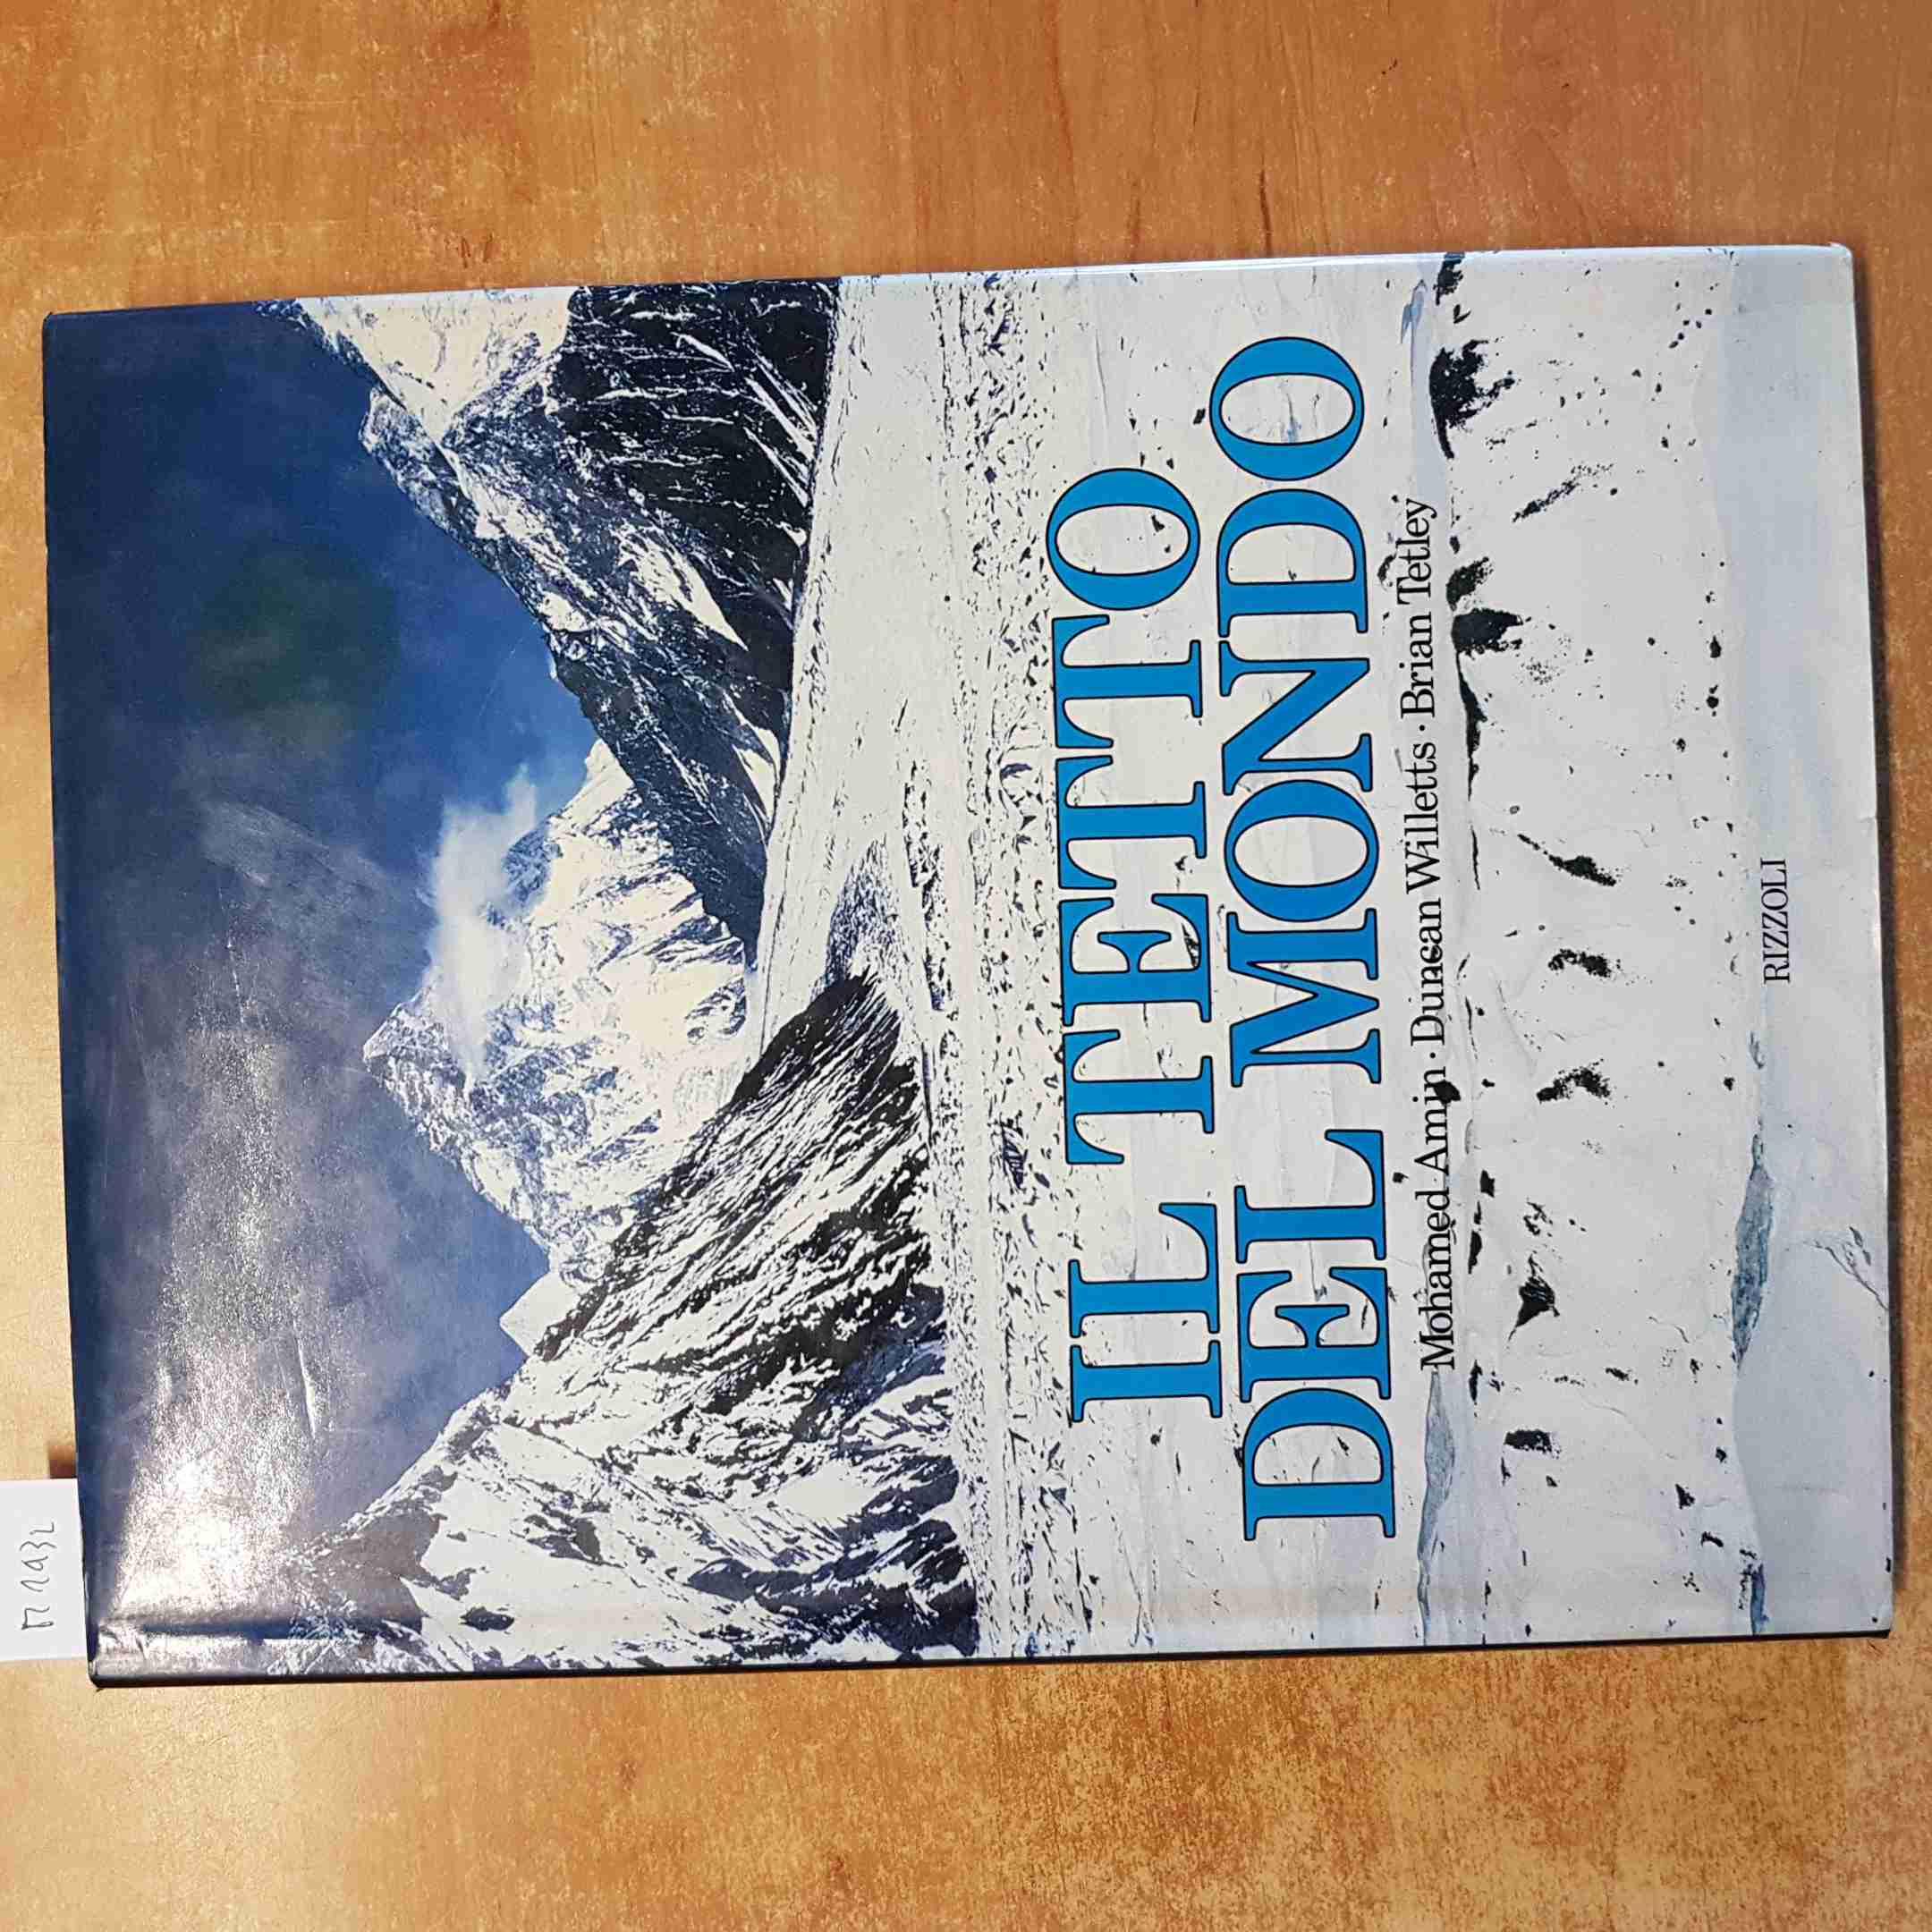 IL TETTO
DEL MONDO
Mohamed Amin · Duncan Willetts · Brian Tetley
RIZZOLI